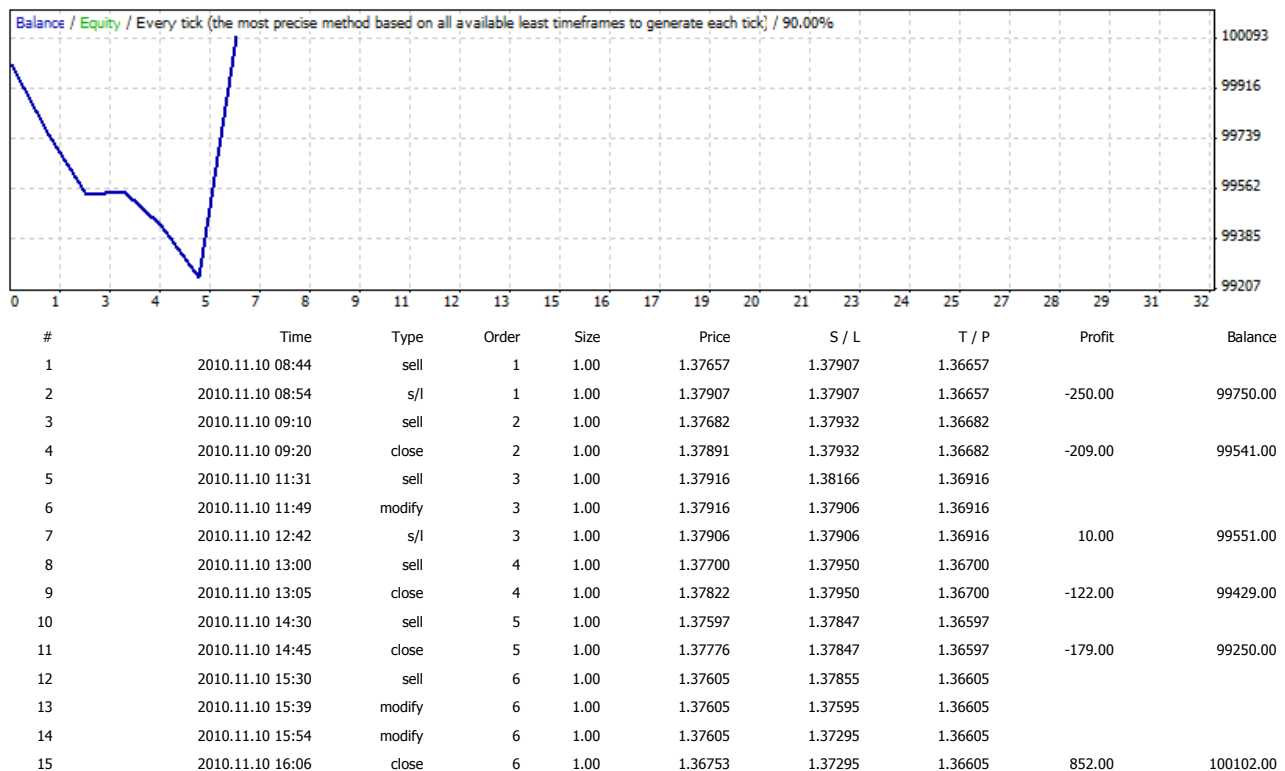 Balance / Equity / Every tick (the most precise method based on all available least timeframes to generate each tick) / 90.00%
100093
99916
99739
99562
99385
99207
0 1 3 4 5 7 8 9 11 12 13 15 16 17 19 20 21 23 24 25 27 28 29 31 32
# Time Type Order Size Price S / L T / P Profit Balance
1 2010.11.10 08:44 sell 1 1.00 1.37657 1.37907 1.36657
2 2010.11.10 08:54 s/l 1 1.00 1.37907 1.37907 1.36657 -250.00 99750.00
3 2010.11.10 09:10 sell 2 1.00 1.37682 1.37932 1.36682
4 2010.11.10 09:20 close 2 1.00 1.37891 1.37932 1.36682 -209.00 99541.00
5 2010.11.10 11:31 sell 3 1.00 1.37916 1.38166 1.36916
6 2010.11.10 11:49 modify 3 1.00 1.37916 1.37906 1.36916
7 2010.11.10 12:42 s/l 3 1.00 1.37906 1.37906 1.36916 10.00 99551.00
8 2010.11.10 13:00 sell 4 1.00 1.37700 1.37950 1.36700
9 2010.11.10 13:05 close 4 1.00 1.37822 1.37950 1.36700 -122.00 99429.00
10 2010.11.10 14:30 sell 5 1.00 1.37597 1.37847 1.36597
11 2010.11.10 14:45 close 5 1.00 1.37776 1.37847 1.36597 -179.00 99250.00
12 2010.11.10 15:30 sell 6 1.00 1.37605 1.37855 1.36605
13 2010.11.10 15:39 modify 6 1.00 1.37605 1.37595 1.36605
14 2010.11.10 15:54 modify 6 1.00 1.37605 1.37295 1.36605
15 2010.11.10 16:06 close 6 1.00 1.36753 1.37295 1.36605 852.00 100102.00